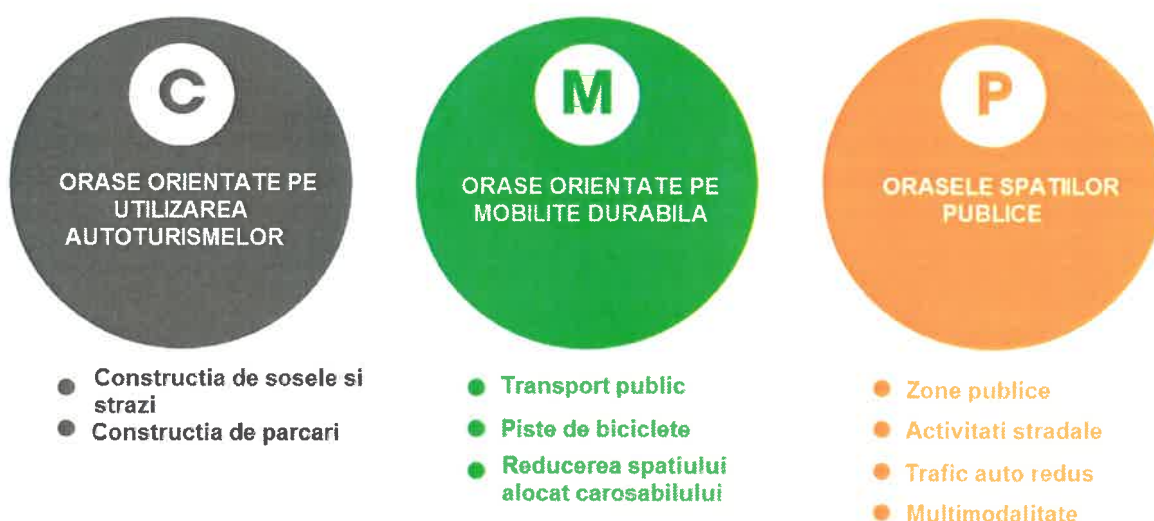 C
ORASE ORIENTATE PE
UTILIZAREA
AUTOTURISMELOR
Constructia de sosele si
strazi
Constructia de parcari
M
ORASE ORIENTATE PE
MOBILITE DURABILA
Transport public
Piste de biciclete
Reducerea spatiului
alocat carosabilului
P
ORASELE SPATIILOR
PUBLICE
Zone publice
Activitati stradale
Trafic auto redus
Multimodalitate